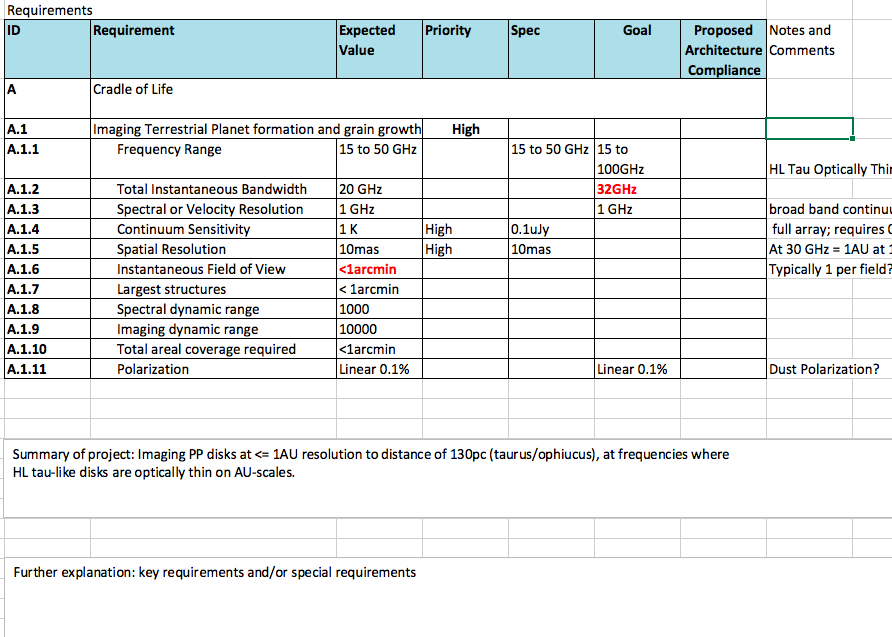 Requirements
ID Requirement Expected Value Priority Spec Goal Proposed Architecture Compliance Notes and Comments
A Cradle of Life
A.1 Imaging Terrestrial Planet formation and grain growth High
A.1.1 Frequency Range 15 to 50 GHz 15 to 50 GHz 15 to 100GHz HL Tau Optically
A.1.2 Total Instantaneous Bandwidth 20 GHz 32GHz
A.1.3 Spectral or Velocity Resolution 1 GHz 1 GHz broad band
A.1.4 Continuum Sensitivity 1 K High 0.1uJy full array; requires
A.1.5 Spatial Resolution 10mas High 10mas At 30 GHz = 1AU at
A.1.6 Instantaneous Field of View <1arcmin Typically 1 per field?
A.1.7 Largest structures < 1arcmin
A.1.8 Spectral dynamic range 1000
A.1.9 Imaging dynamic range 10000
A.1.10 Total areal coverage required <1arcmin
A.1.11 Polarization Linear 0.1% Linear 0.1% Dust Polarization?
Summary of project: Imaging PP disks at <= 1AU resolution to distance of 130pc (taurus/ophiucus), at frequencies where
HL tau-like disks are optically thin on AU-scales.
Further explanation: key requirements and/or special requirements